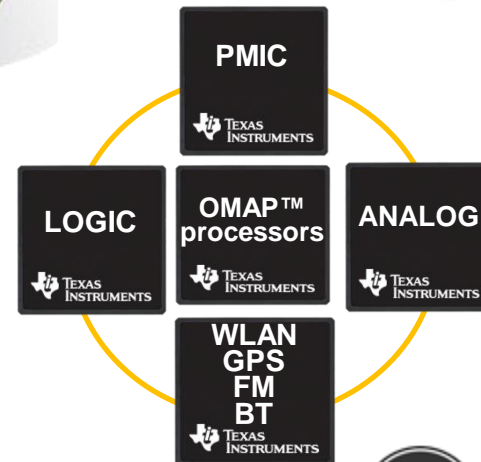 PMIC
TEXAS
INSTRUMENTS
LOGIC
TEXAS
INSTRUMENTS
OMAP™
processors
TEXAS
INSTRUMENTS
ANALOG
TEXAS
INSTRUMENTS
WLAN
GPS
FM
BT
TEXAS
INSTRUMENTS